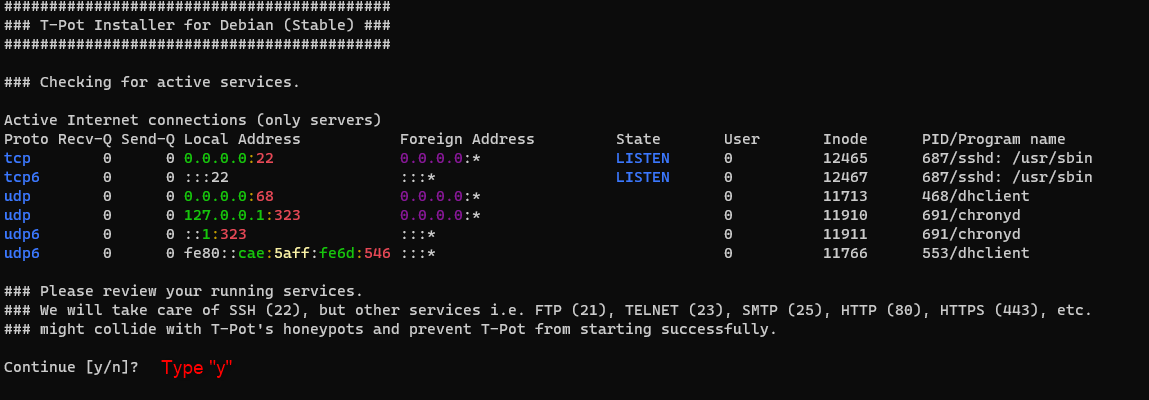 ###########################################
### T-Pot Installer for Debian (Stable) ###
###########################################
### Checking for active services.
Active Internet connections (only servers)
Proto Recv-Q Send-Q Local Address           Foreign Address         State       User       Inode      PID/Program name
tcp        0      0 0.0.0.0:22              0.0.0.0:*               LISTEN      0          12465      687/sshd: /usr/sbin
tcp6       0      0 :::22                   :::*                    LISTEN      0          12467      687/sshd: /usr/sbin
udp        0      0 0.0.0.0:68              0.0.0.0:*                           0          11713      468/dhclient
udp        0      0 127.0.0.1:323           0.0.0.0:*                           0          11910      691/chronyd
udp6       0      0 ::1:323                 :::*                                0          11911      691/chronyd
udp6       0      0 fe80::cae:5aff:fe6d:546 :::*                                0          11766      553/dhclient
### Please review your running services.
### We will take care of SSH (22), but other services i.e. FTP (21), TELNET (23), SMTP (25), HTTP (80), HTTPS (443), etc.
### might collide with T-Pot's honeypots and prevent T-Pot from starting successfully.
Continue [y/n]? Type "y"